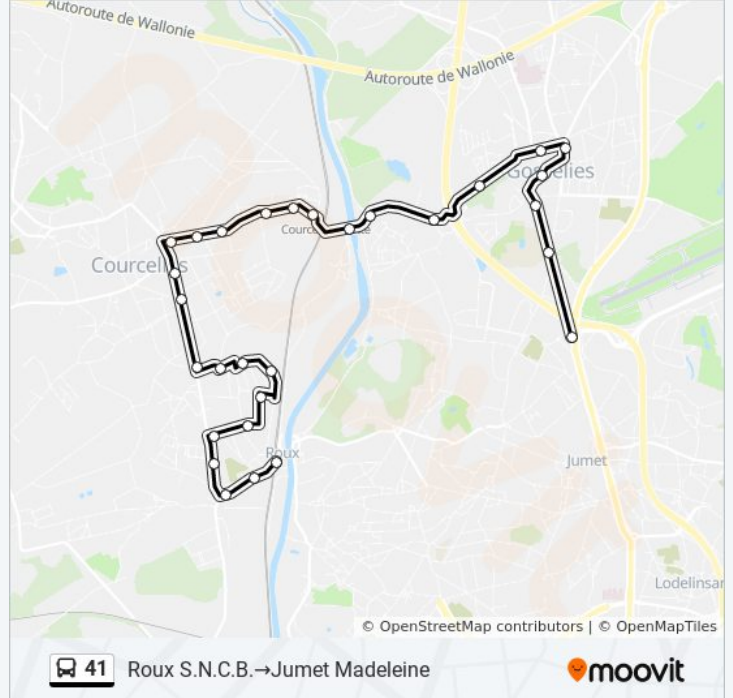 Autoroute de Wallonie
Autoroute de Wallonie
Gosselies
Courcelles
Roux
Jumet
Lodelinsar
© OpenStreetMap contributors | © OpenMapTiles
41 Roux S.N.C.B.→Jumet Madeleine
moovit